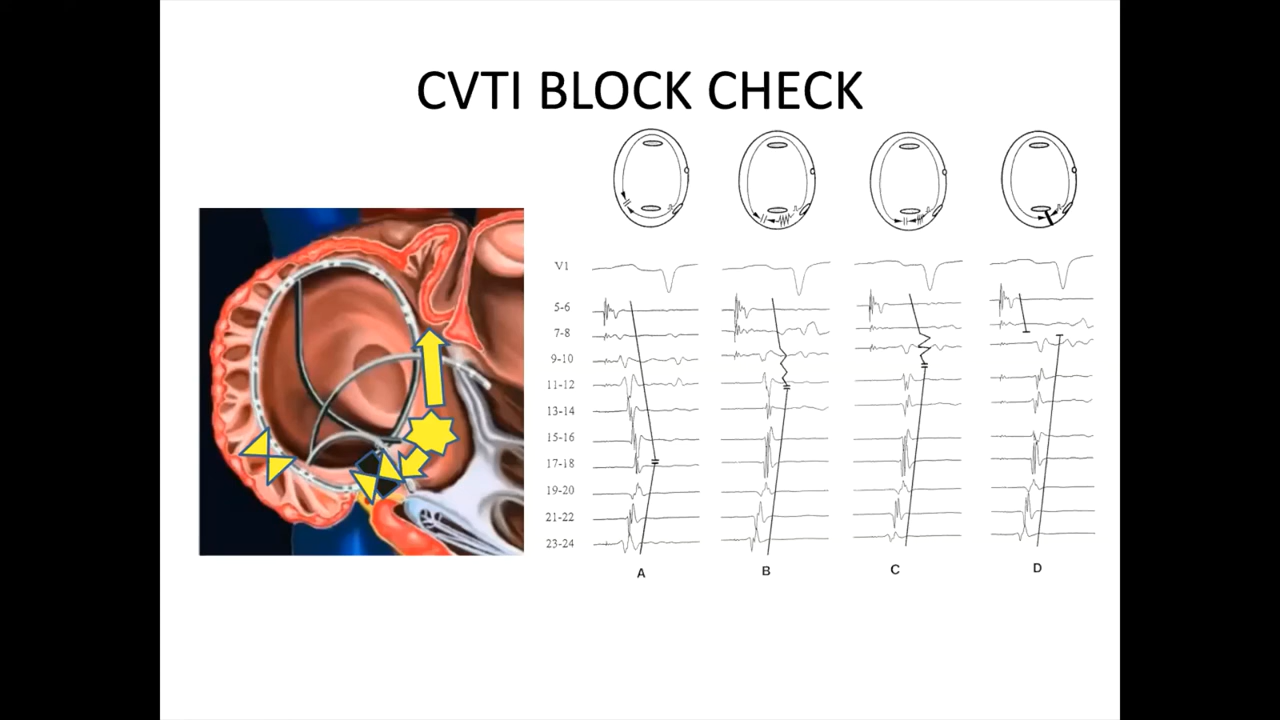 CVTI BLOCK CHECK
V1
5-6
7-8
9-10
11-12
13-14
15-16
17-18
19-20
21-22
23-24
A
B
C
D